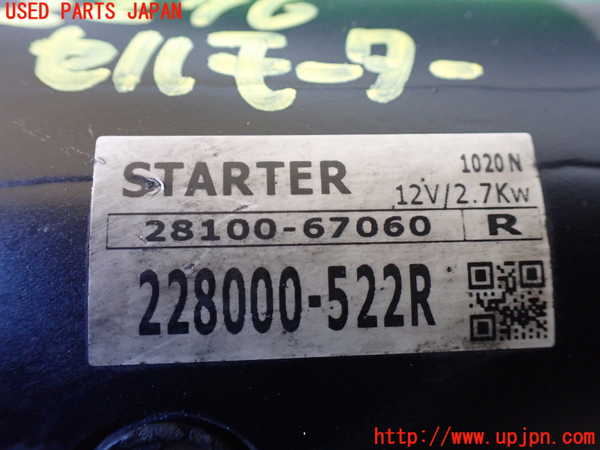 USED PARTS JAPAN
セルモーター
STARTER
1020N
12V/2.7Kw
28100-67060 R
228000-522R
http://www.upjpn.com/